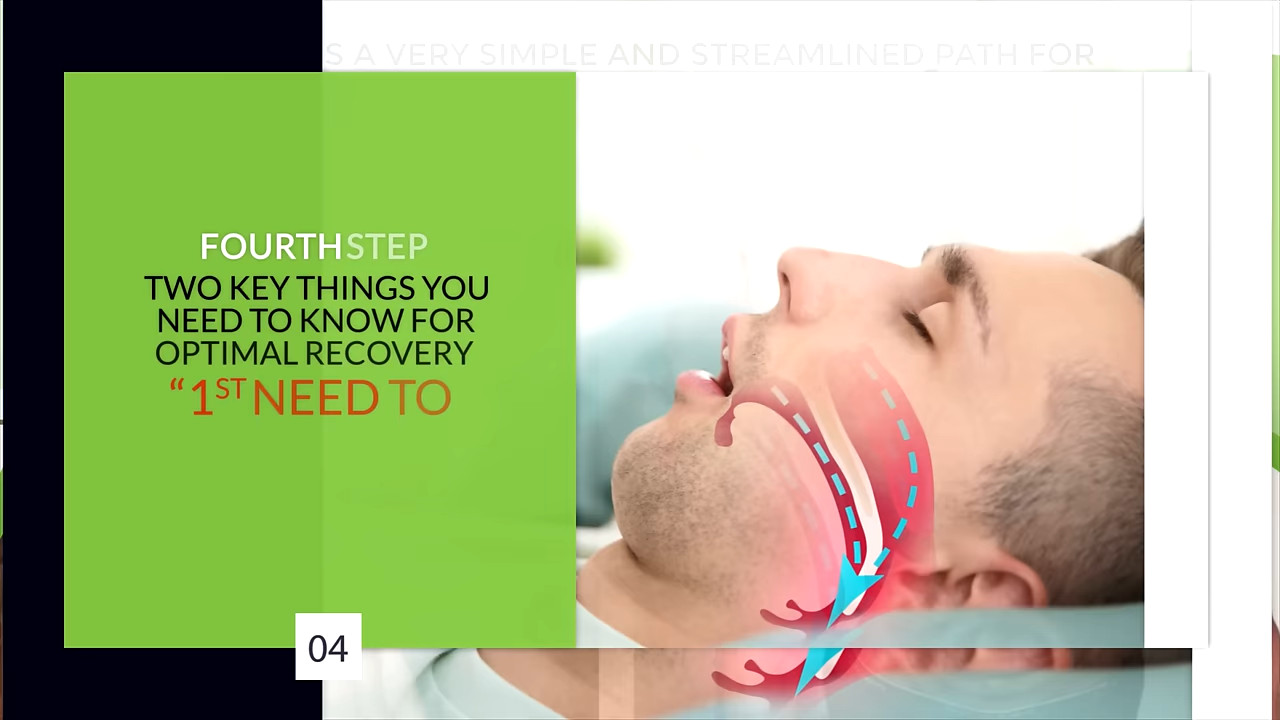 S A VERY SIMPLE AND STREAMLINED PATH FOR
FOURTH STEP
TWO KEY THINGS YOU
NEED TO KNOW FOR
OPTIMAL RECOVERY
“1ST NEED TO
04